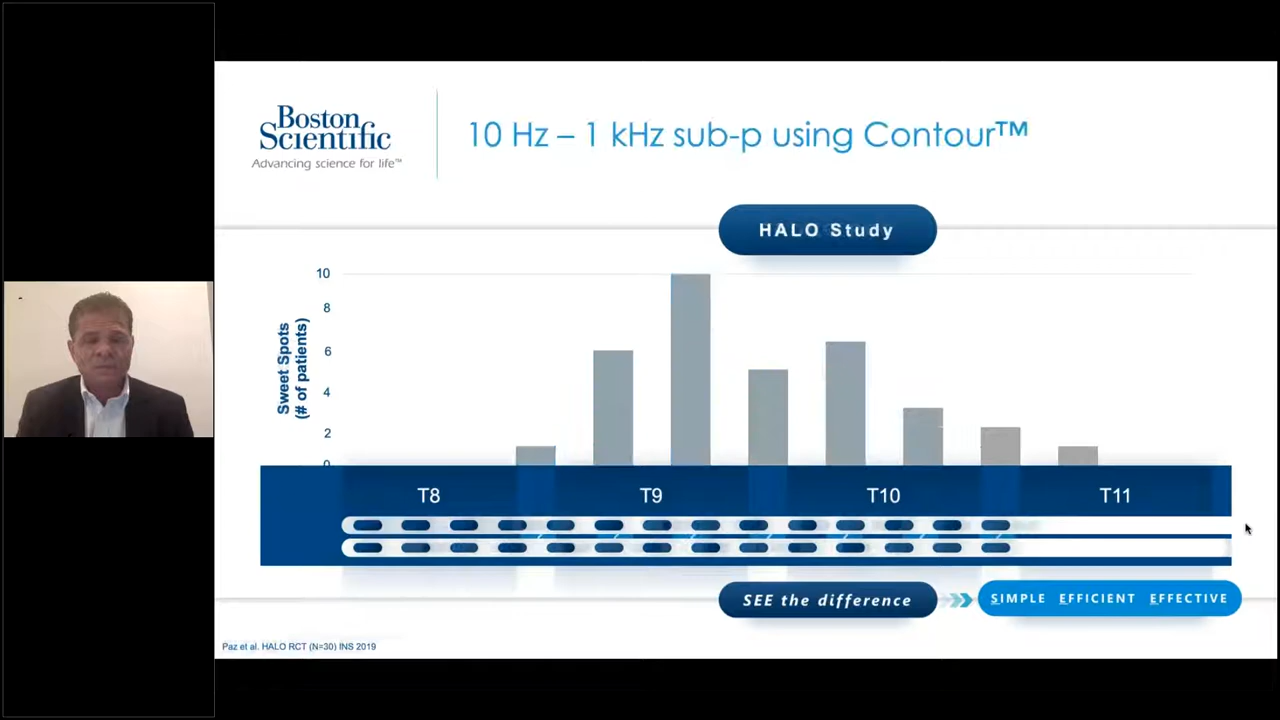 Boston
Scientific
Advancing science for life™
10 Hz – 1 kHz sub-p using Contour™
HALO Study
Sweet Spots
(# of patients)
10
8
6
4
2
0
T8 T9 T10 T11
SEE the difference
SIMPLE EFFICIENT EFFECTIVE
Paz et al. HALO RCT (N=30) INS 2019